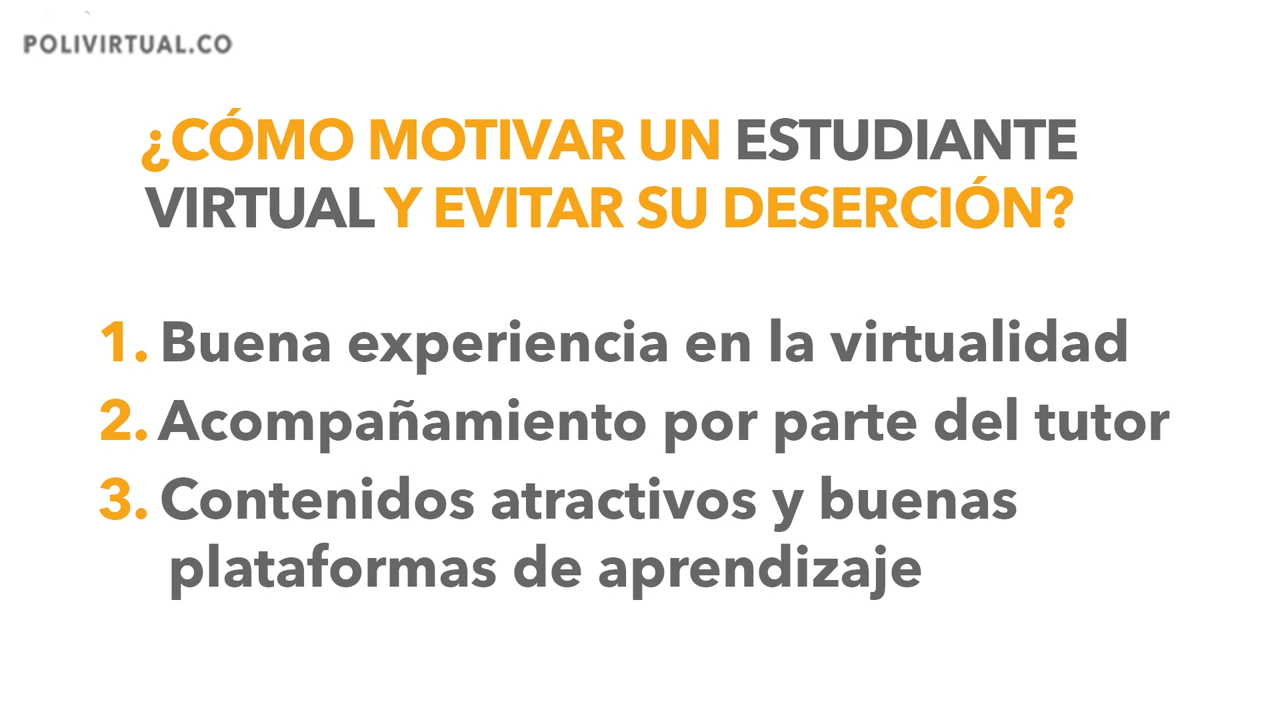 POLIVIRTUAL.CO
¿CÓMO MOTIVAR UN ESTUDIANTE
VIRTUAL Y EVITAR SU DESERCIÓN?
1. Buena experiencia en la virtualidad
2. Acompañamiento por parte del tutor
3. Contenidos atractivos y buenas
plataformas de aprendizaje